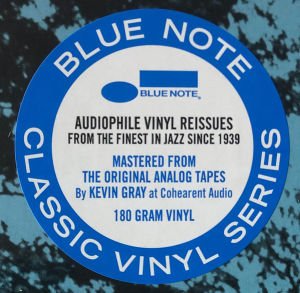 BLUE NOTE
BLUE NOTE®
AUDIOPHILE VINYL REISSUES
FROM THE FINEST IN JAZZ SINCE 1939
MASTERED FROM
THE ORIGINAL ANALOG TAPES
By KEVIN GRAY at Cohearent Audio
180 GRAM VINYL
CLASSIC VINYL SERIES